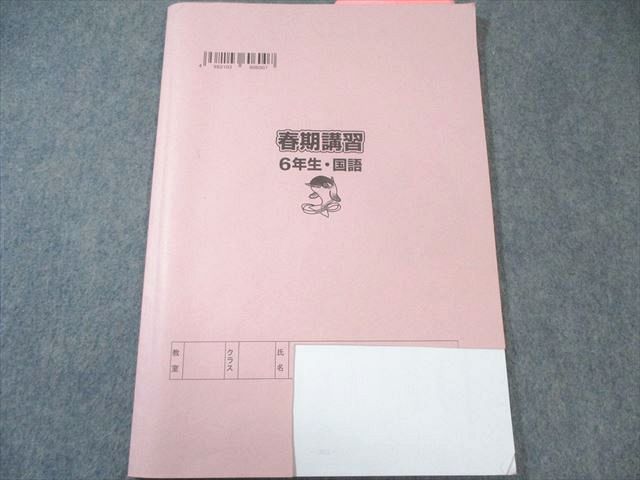 春期講習
6年生・国語
教室
クラス
氏名